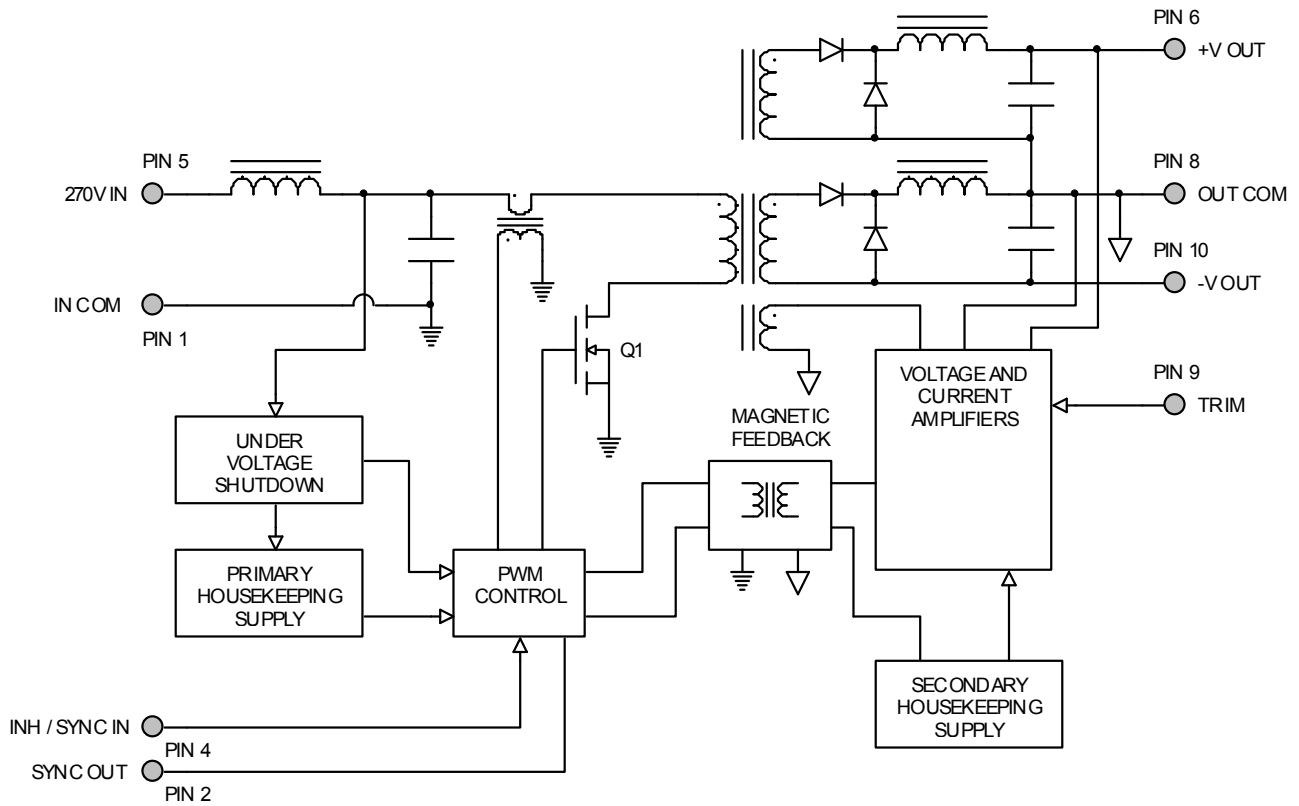 PIN 6
+V OUT
PIN 5
270V IN
PIN 8
OUT COM
PIN 10
-V OUT
IN COM
PIN 1
Q1
VOLTAGE AND
CURRENT
AMPLIFIERS
PIN 9
TRIM
MAGNETIC
FEEDBACK
UNDER
VOLTAGE
SHUTDOWN
PRIMARY
HOUSEKEEPING
SUPPLY
PWM
CONTROL
SECONDARY
HOUSEKEEPING
SUPPLY
INH / SYNC IN
PIN 4
SYNC OUT
PIN 2